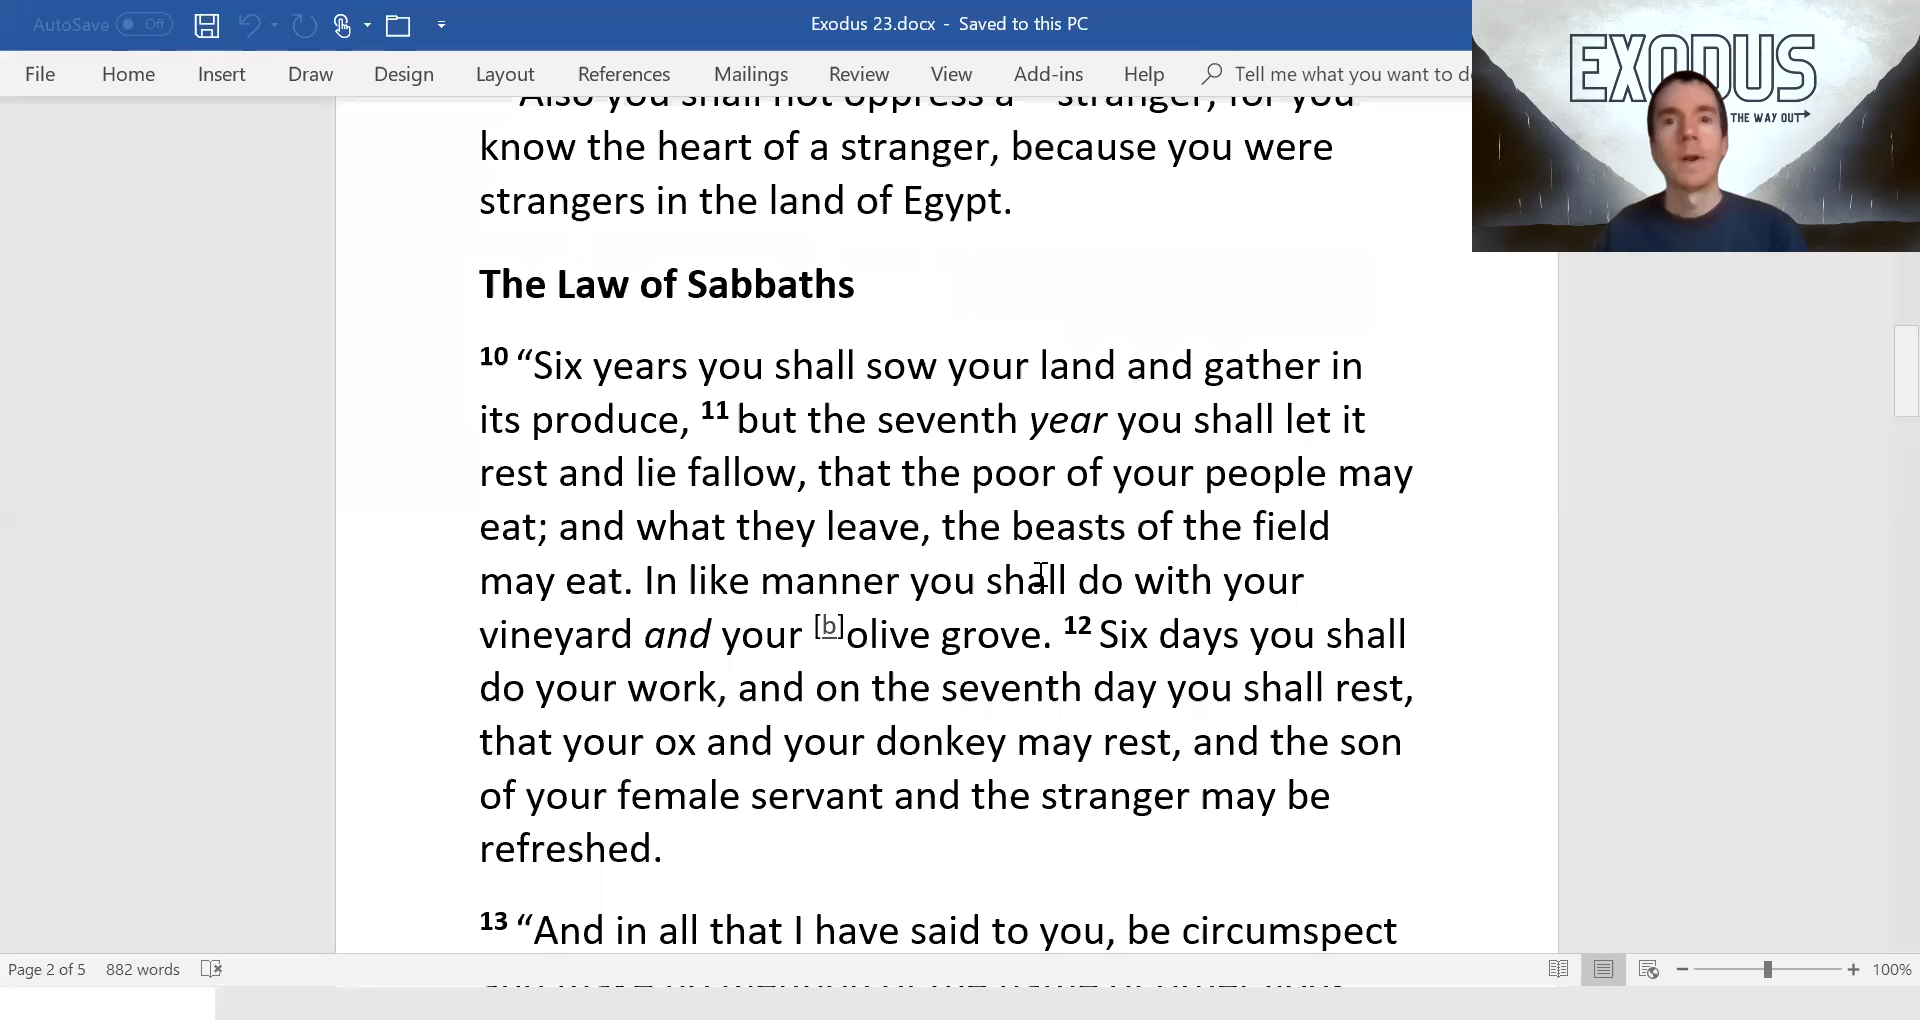 AutoSave Off
Exodus 23.docx - Saved to this PC
File Home Insert Draw Design Layout References Mailings Review View Add-ins Help Tell me what you want to d
EXODUS
THE WAY OUT
Also you shall not oppress a stranger, for you
know the heart of a stranger, because you were
strangers in the land of Egypt.
The Law of Sabbaths
10 “Six years you shall sow your land and gather in
its produce, 11 but the seventh year you shall let it
rest and lie fallow, that the poor of your people may
eat; and what they leave, the beasts of the field
may eat. In like manner you shall do with your
vineyard and your [b]olive grove. 12 Six days you shall
do your work, and on the seventh day you shall rest,
that your ox and your donkey may rest, and the son
of your female servant and the stranger may be
refreshed.
13 “And in all that I have said to you, be circumspect
Page 2 of 5 882 words 100%